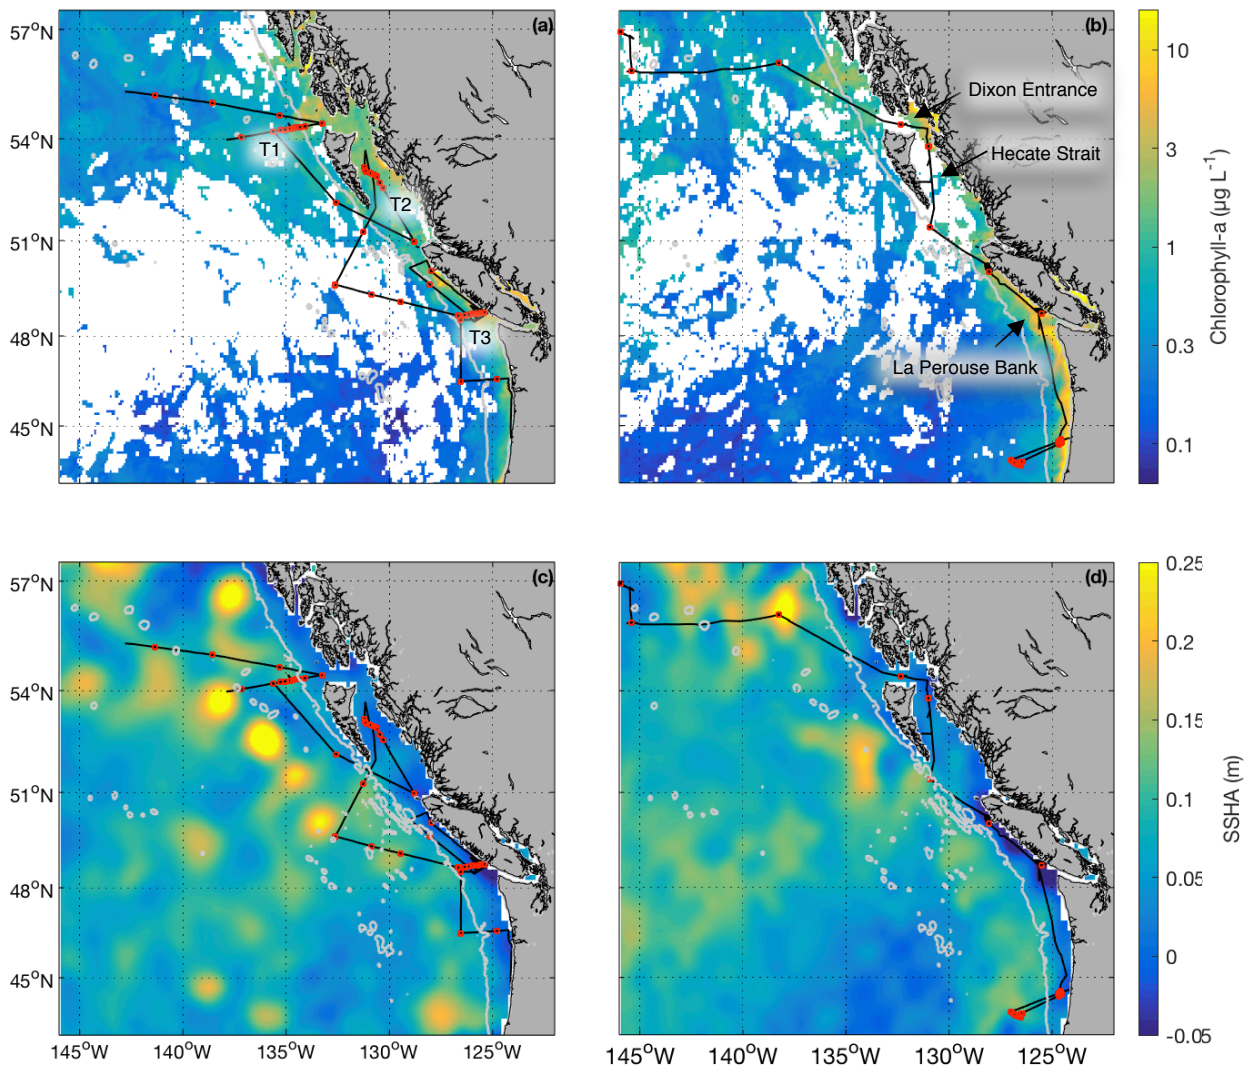 (a)
57°N
54°N
51°N
48°N
45°N
T1
T2
T3
(b)
Dixon Entrance
Hecate Strait
La Perouse Bank
10
3
1
0.3
0.1
Chlorophyll-a (µg L⁻¹)
(c)
57°N
54°N
51°N
48°N
45°N
145°W 140°W 135°W 130°W 125°W
(d)
145°W 140°W 135°W 130°W 125°W
0.25
0.2
0.15
0.1
0.05
0
-0.05
SSHA (m)